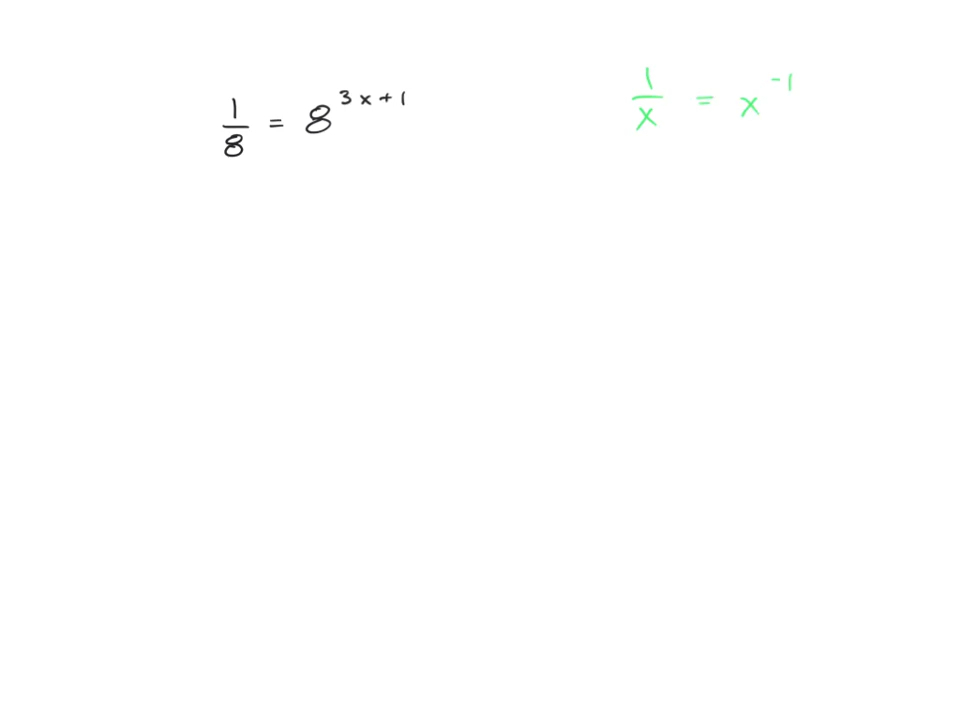 1/8 = 8^{3x+1}
1/x = x^{-1}